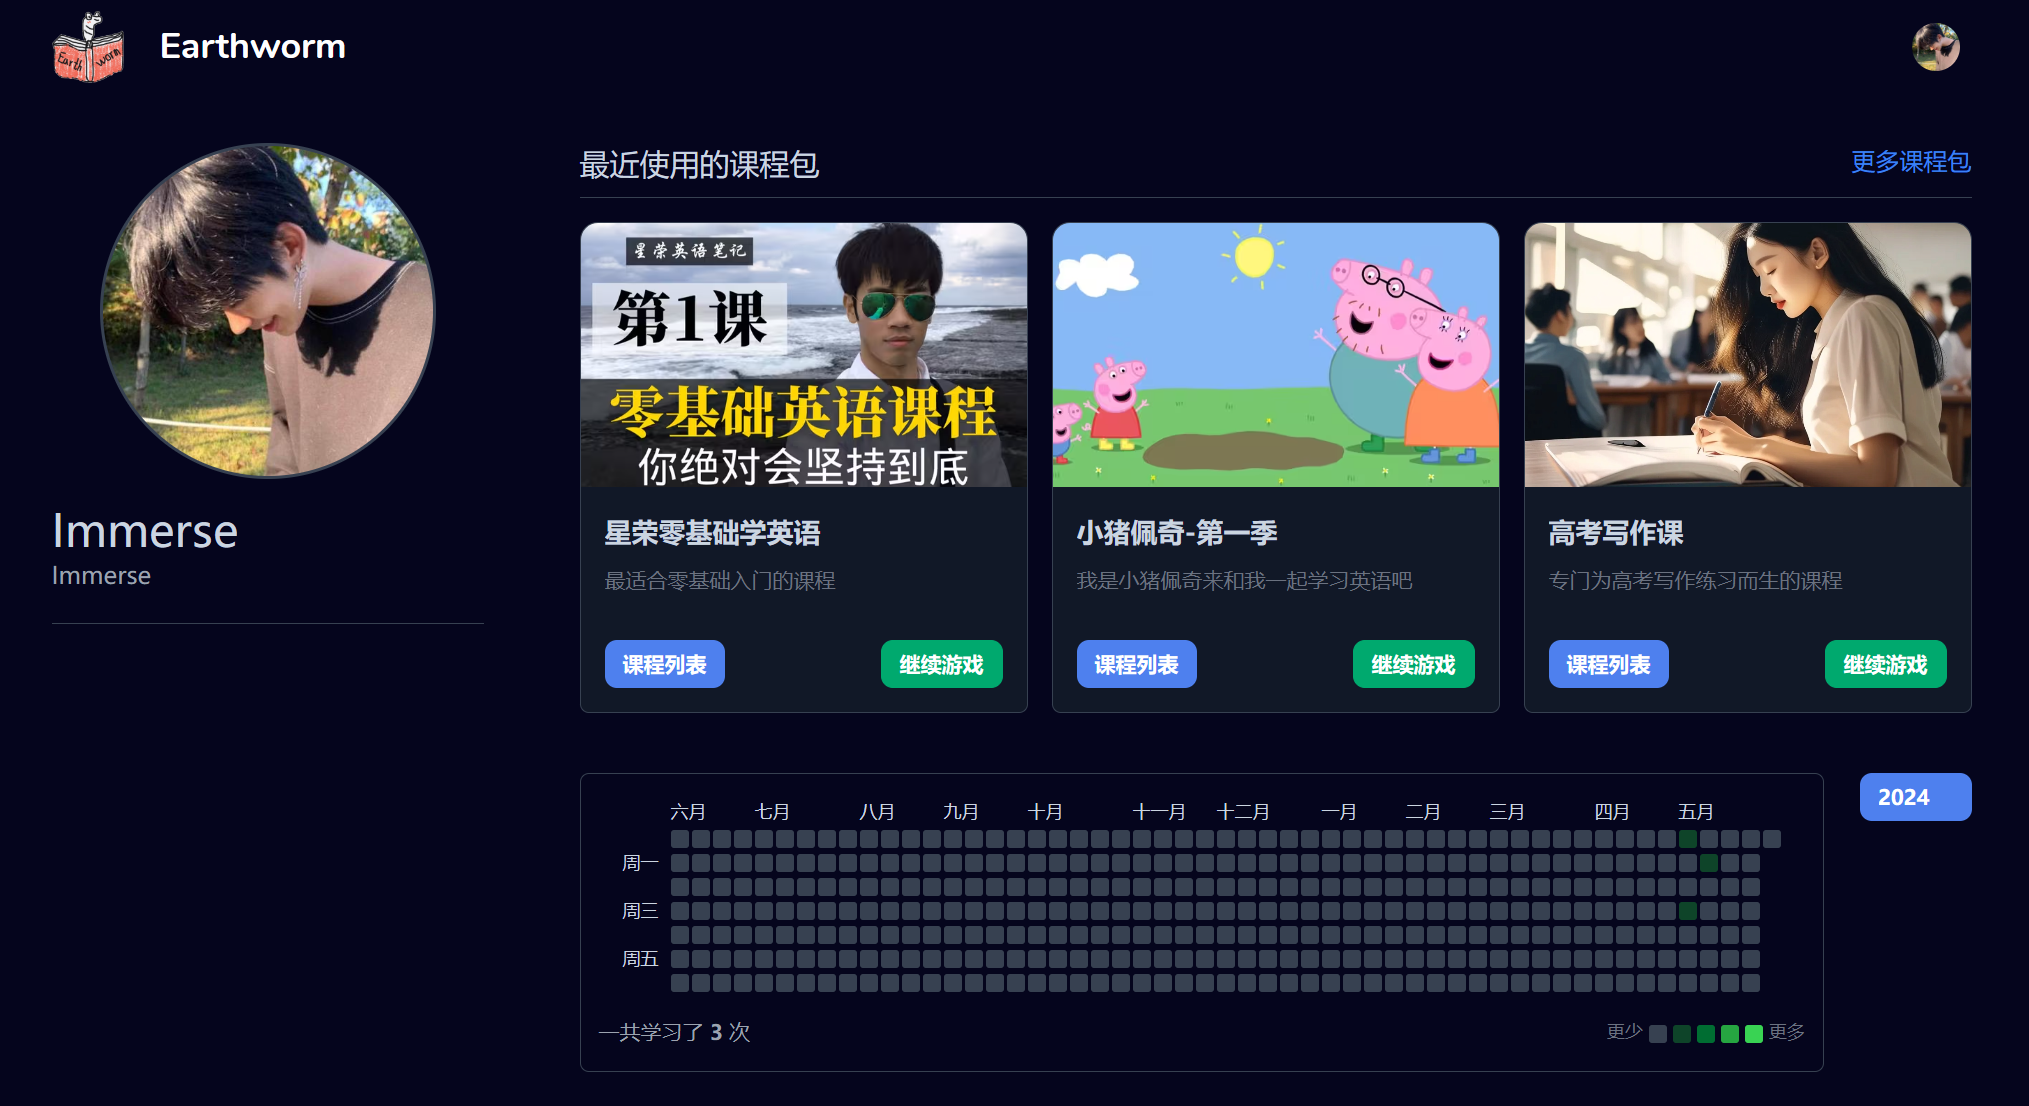 Earth worm
Earthworm
Immerse
Immerse
最近使用的课程包
更多课程包
星荣英语笔记
第1课
零基础英语课程
你绝对会坚持到底
星荣零基础学英语
最适合零基础入门的课程
课程列表
继续游戏
小猪佩奇-第一季
我是小猪佩奇来和我一起学习英语吧
课程列表
继续游戏
高考写作课
专门为高考写作练习而生的课程
课程列表
继续游戏
六月 七月 八月 九月 十月 十一月 十二月 一月 二月 三月 四月 五月
周一
周三
周五
一共学习了 3 次
更少 更多
2024